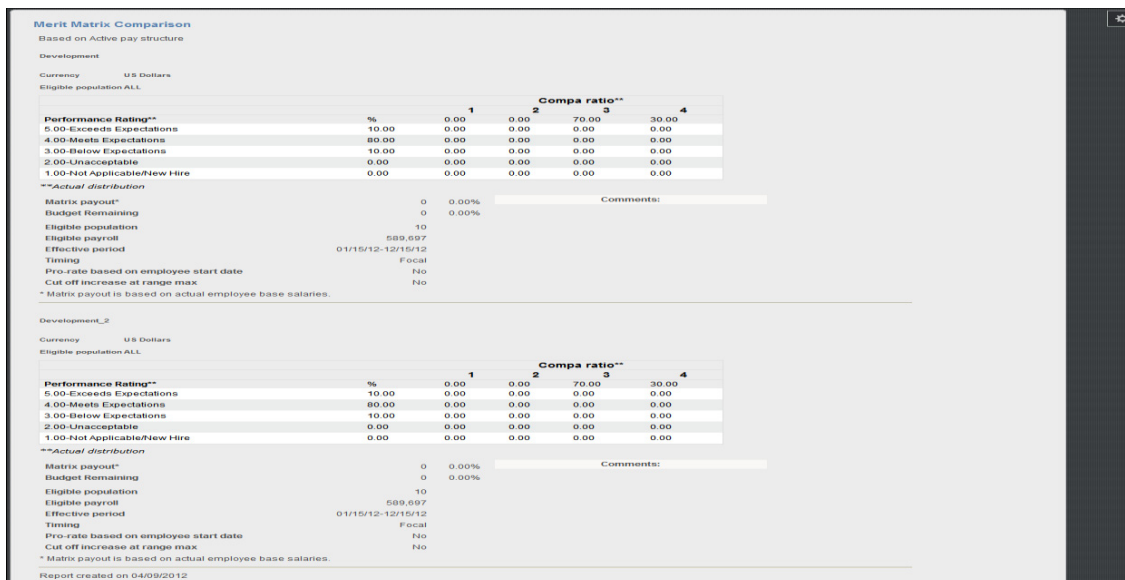 Merit Matrix Comparison
Based on Active pay structure
Development
Currency US Dollars
Eligible population ALL
Compa ratio**
1 2 3 4
Performance Rating** % 0.00 0.00 70.00 30.00
5.00-Exceeds Expectations 10.00 0.00 0.00 0.00 0.00
4.00-Meets Expectations 80.00 0.00 0.00 0.00 0.00
3.00-Below Expectations 10.00 0.00 0.00 0.00 0.00
2.00-Unacceptable 0.00 0.00 0.00 0.00 0.00
1.00-Not Applicable/New Hire 0.00 0.00 0.00 0.00 0.00
**Actual distribution
Matrix payout* 0 0.00% Comments:
Budget Remaining 0 0.00%
Eligible population 10
Eligible payroll 589,697
Effective period 01/15/12-12/15/12
Timing Focal
Pro-rate based on employee start date No
Cut off increase at range max No
* Matrix payout is based on actual employee base salaries.
Development_2
Currency US Dollars
Eligible population ALL
Compa ratio**
1 2 3 4
Performance Rating** % 0.00 0.00 70.00 30.00
5.00-Exceeds Expectations 10.00 0.00 0.00 0.00 0.00
4.00-Meets Expectations 80.00 0.00 0.00 0.00 0.00
3.00-Below Expectations 10.00 0.00 0.00 0.00 0.00
2.00-Unacceptable 0.00 0.00 0.00 0.00 0.00
1.00-Not Applicable/New Hire 0.00 0.00 0.00 0.00 0.00
**Actual distribution
Matrix payout* 0 0.00% Comments:
Budget Remaining 0 0.00%
Eligible population 10
Eligible payroll 589,697
Effective period 01/15/12-12/15/12
Timing Focal
Pro-rate based on employee start date No
Cut off increase at range max No
* Matrix payout is based on actual employee base salaries.
Report created on 04/09/2012